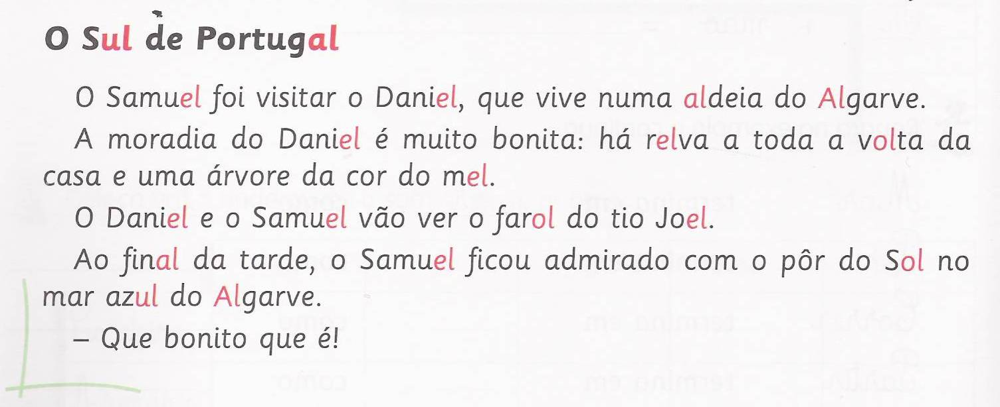 O Sul de Portugal
O Samuel foi visitar o Daniel, que vive numa aldeia do Algarve.
A moradia do Daniel é muito bonita: há relva a toda a volta da
casa e uma árvore da cor do mel.
O Daniel e o Samuel vão ver o farol do tio Joel.
Ao final da tarde, o Samuel ficou admirado com o pôr do Sol no
mar azul do Algarve.
– Que bonito que é!